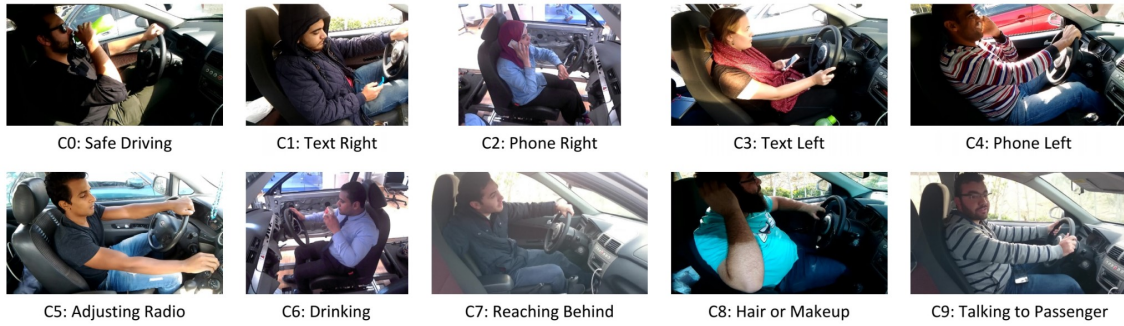 C0: Safe Driving
C1: Text Right
C2: Phone Right
C3: Text Left
C4: Phone Left
C5: Adjusting Radio
C6: Drinking
C7: Reaching Behind
C8: Hair or Makeup
C9: Talking to Passenger